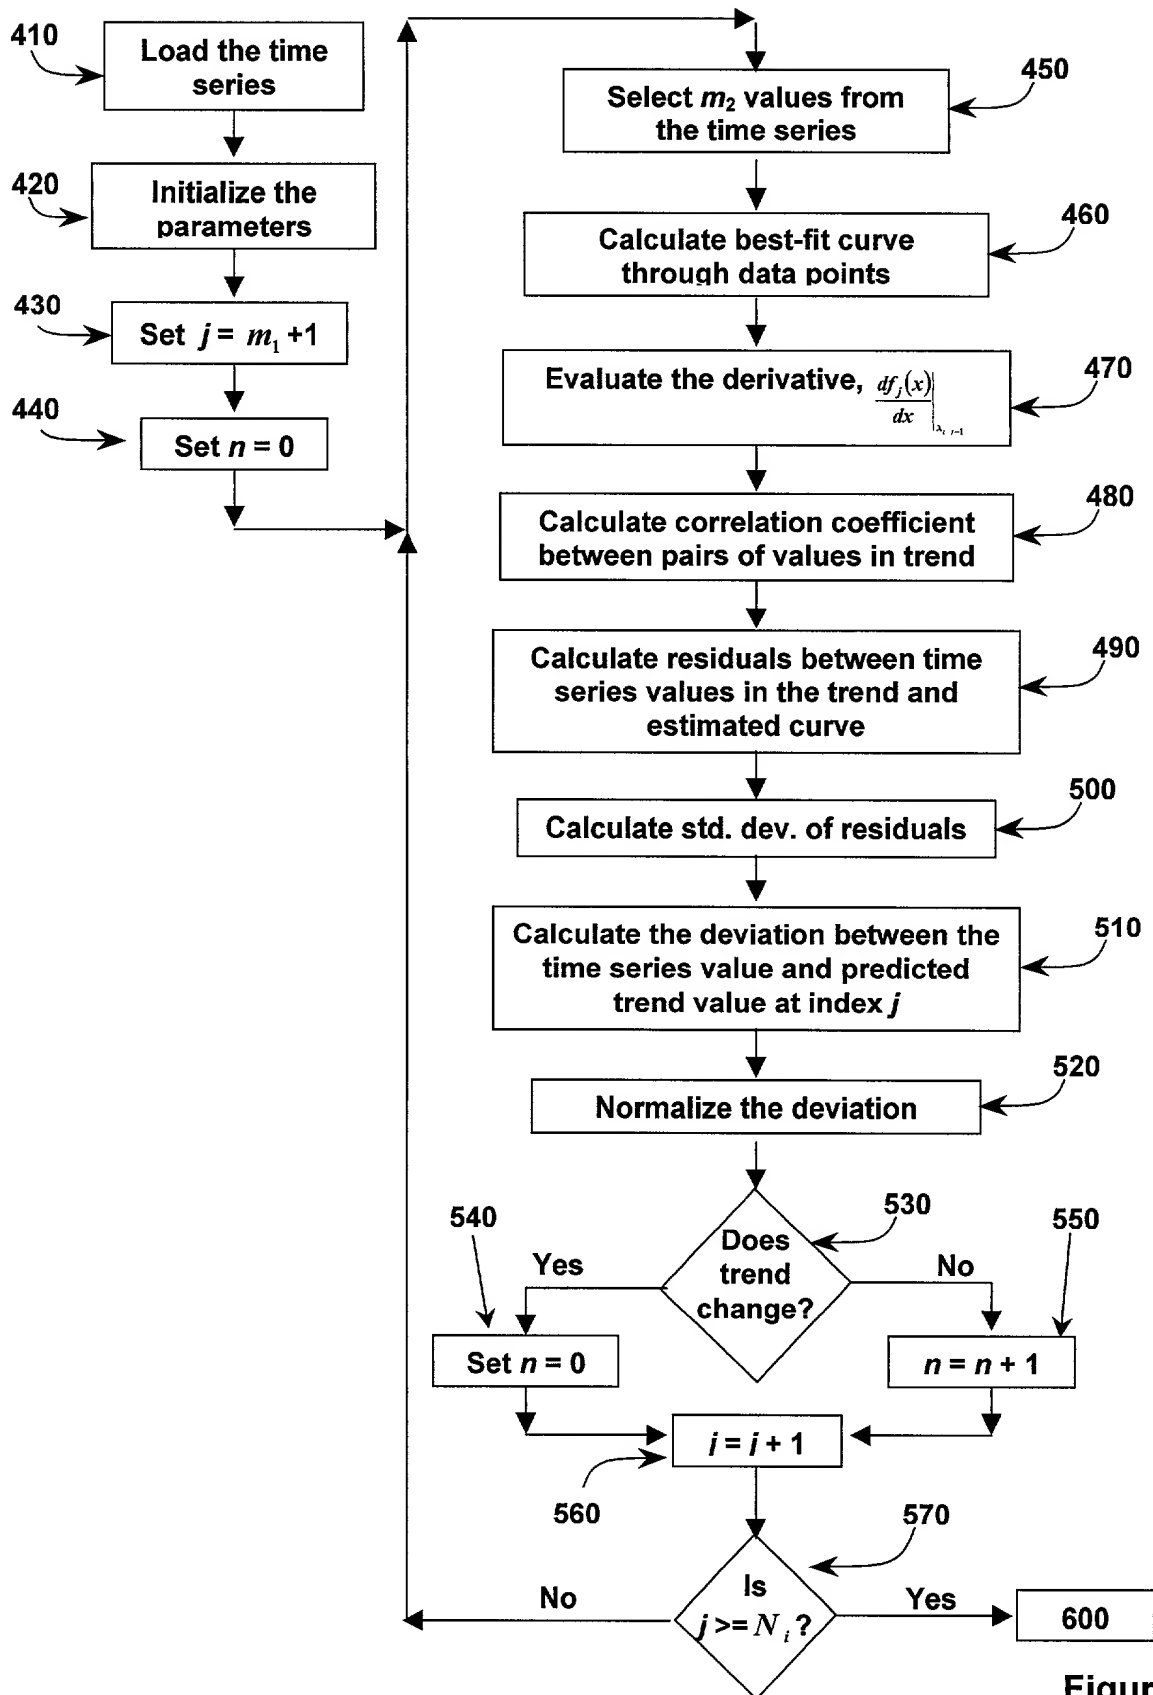 410
Load the time
series
420
Initialize the
parameters
430
Set j = m₁ +1
440
Set n = 0
450
Select m₂ values from
the time series
460
Calculate best-fit curve
through data points
470
Evaluate the derivative, df_j(x)
dx
480
Calculate correlation coefficient
between pairs of values in trend
490
Calculate residuals between time
series values in the trend and
estimated curve
500
Calculate std. dev. of residuals
510
Calculate the deviation between the
time series value and predicted
trend value at index j
520
Normalize the deviation
530
Does
trend
change?
Yes
No
540
Set n = 0
550
n = n + 1
560
j = j + 1
570
Is
j >= N_i ?
No
Yes
600